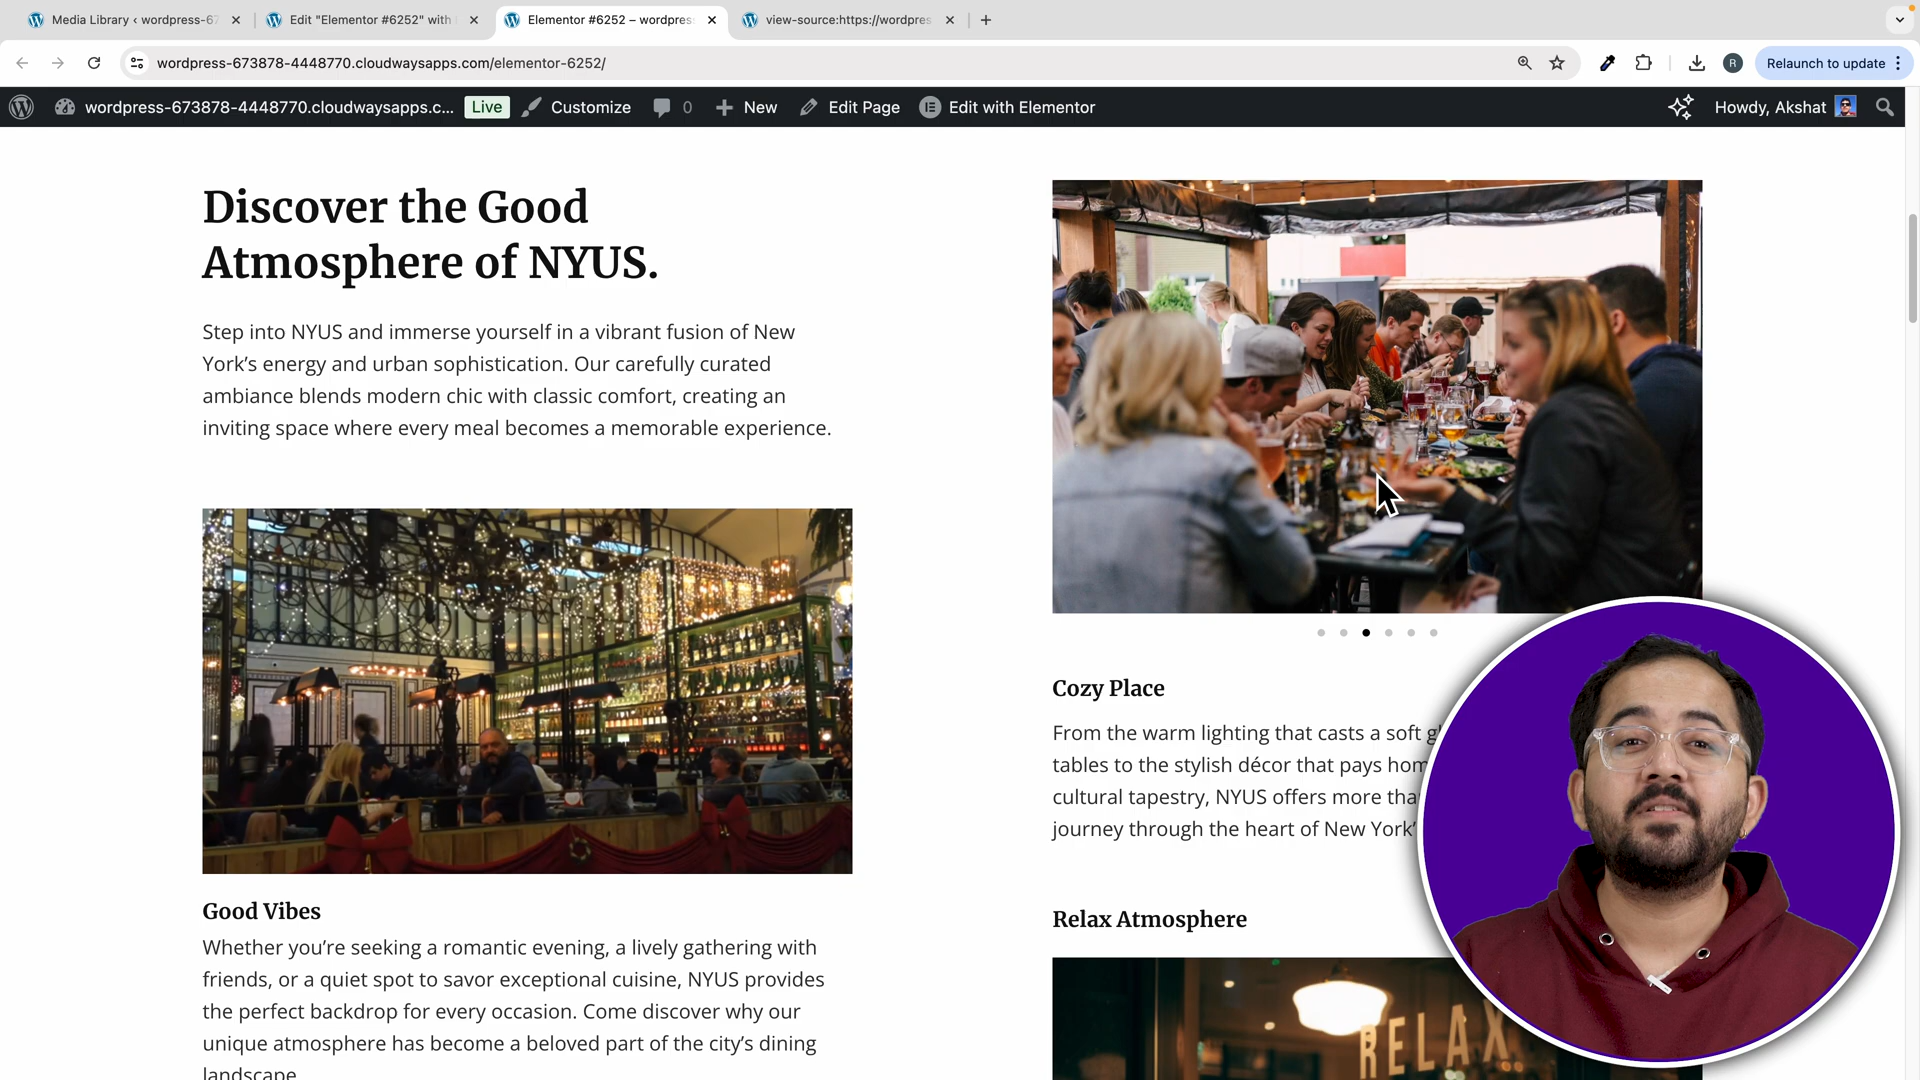 Media Library ‹ wordpress-67
Edit "Elementor #6252" with
Elementor #6252 – wordpres
view-source:https://wordpres
wordpress-673878-4448770.cloudwaysapps.com/elementor-6252/
R
Relaunch to update
wordpress-673878-4448770.cloudwaysapps.c... Live Customize 0 New Edit Page Edit with Elementor Howdy, Akshat
Discover the Good
Atmosphere of NYUS.
Step into NYUS and immerse yourself in a vibrant fusion of New
York’s energy and urban sophistication. Our carefully curated
ambiance blends modern chic with classic comfort, creating an
inviting space where every meal becomes a memorable experience.
Good Vibes
Whether you’re seeking a romantic evening, a lively gathering with
friends, or a quiet spot to savor exceptional cuisine, NYUS provides
the perfect backdrop for every occasion. Come discover why our
unique atmosphere has become a beloved part of the city’s dining
landscape
Cozy Place
From the warm lighting that casts a soft
tables to the stylish décor that pays
cultural tapestry, NYUS offers more
journey through the heart of New York’
Relax Atmosphere
RELAX